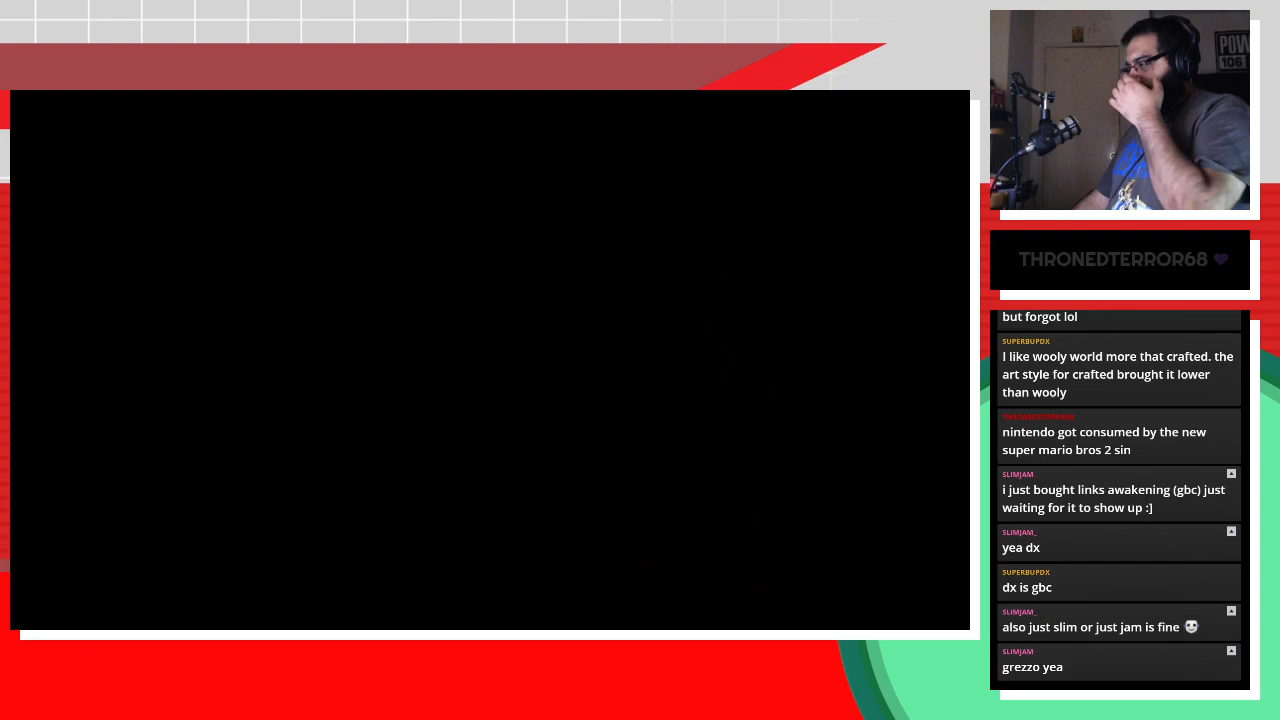 POW
106
THRONEDTERROR68
but forgot lol
SUPERBUPDX
I like wooly world more that crafted. the
art style for crafted brought it lower
than wooly
nintendo got consumed by the new
super mario bros 2 sin
SLIMJAM
i just bought links awakening (gbc) just
waiting for it to show up :]
SLIMJAM_
yea dx
SUPERBUPDX
dx is gbc
SLIMJAM_
also just slim or just jam is fine
SLIMJAM
grezzo yea